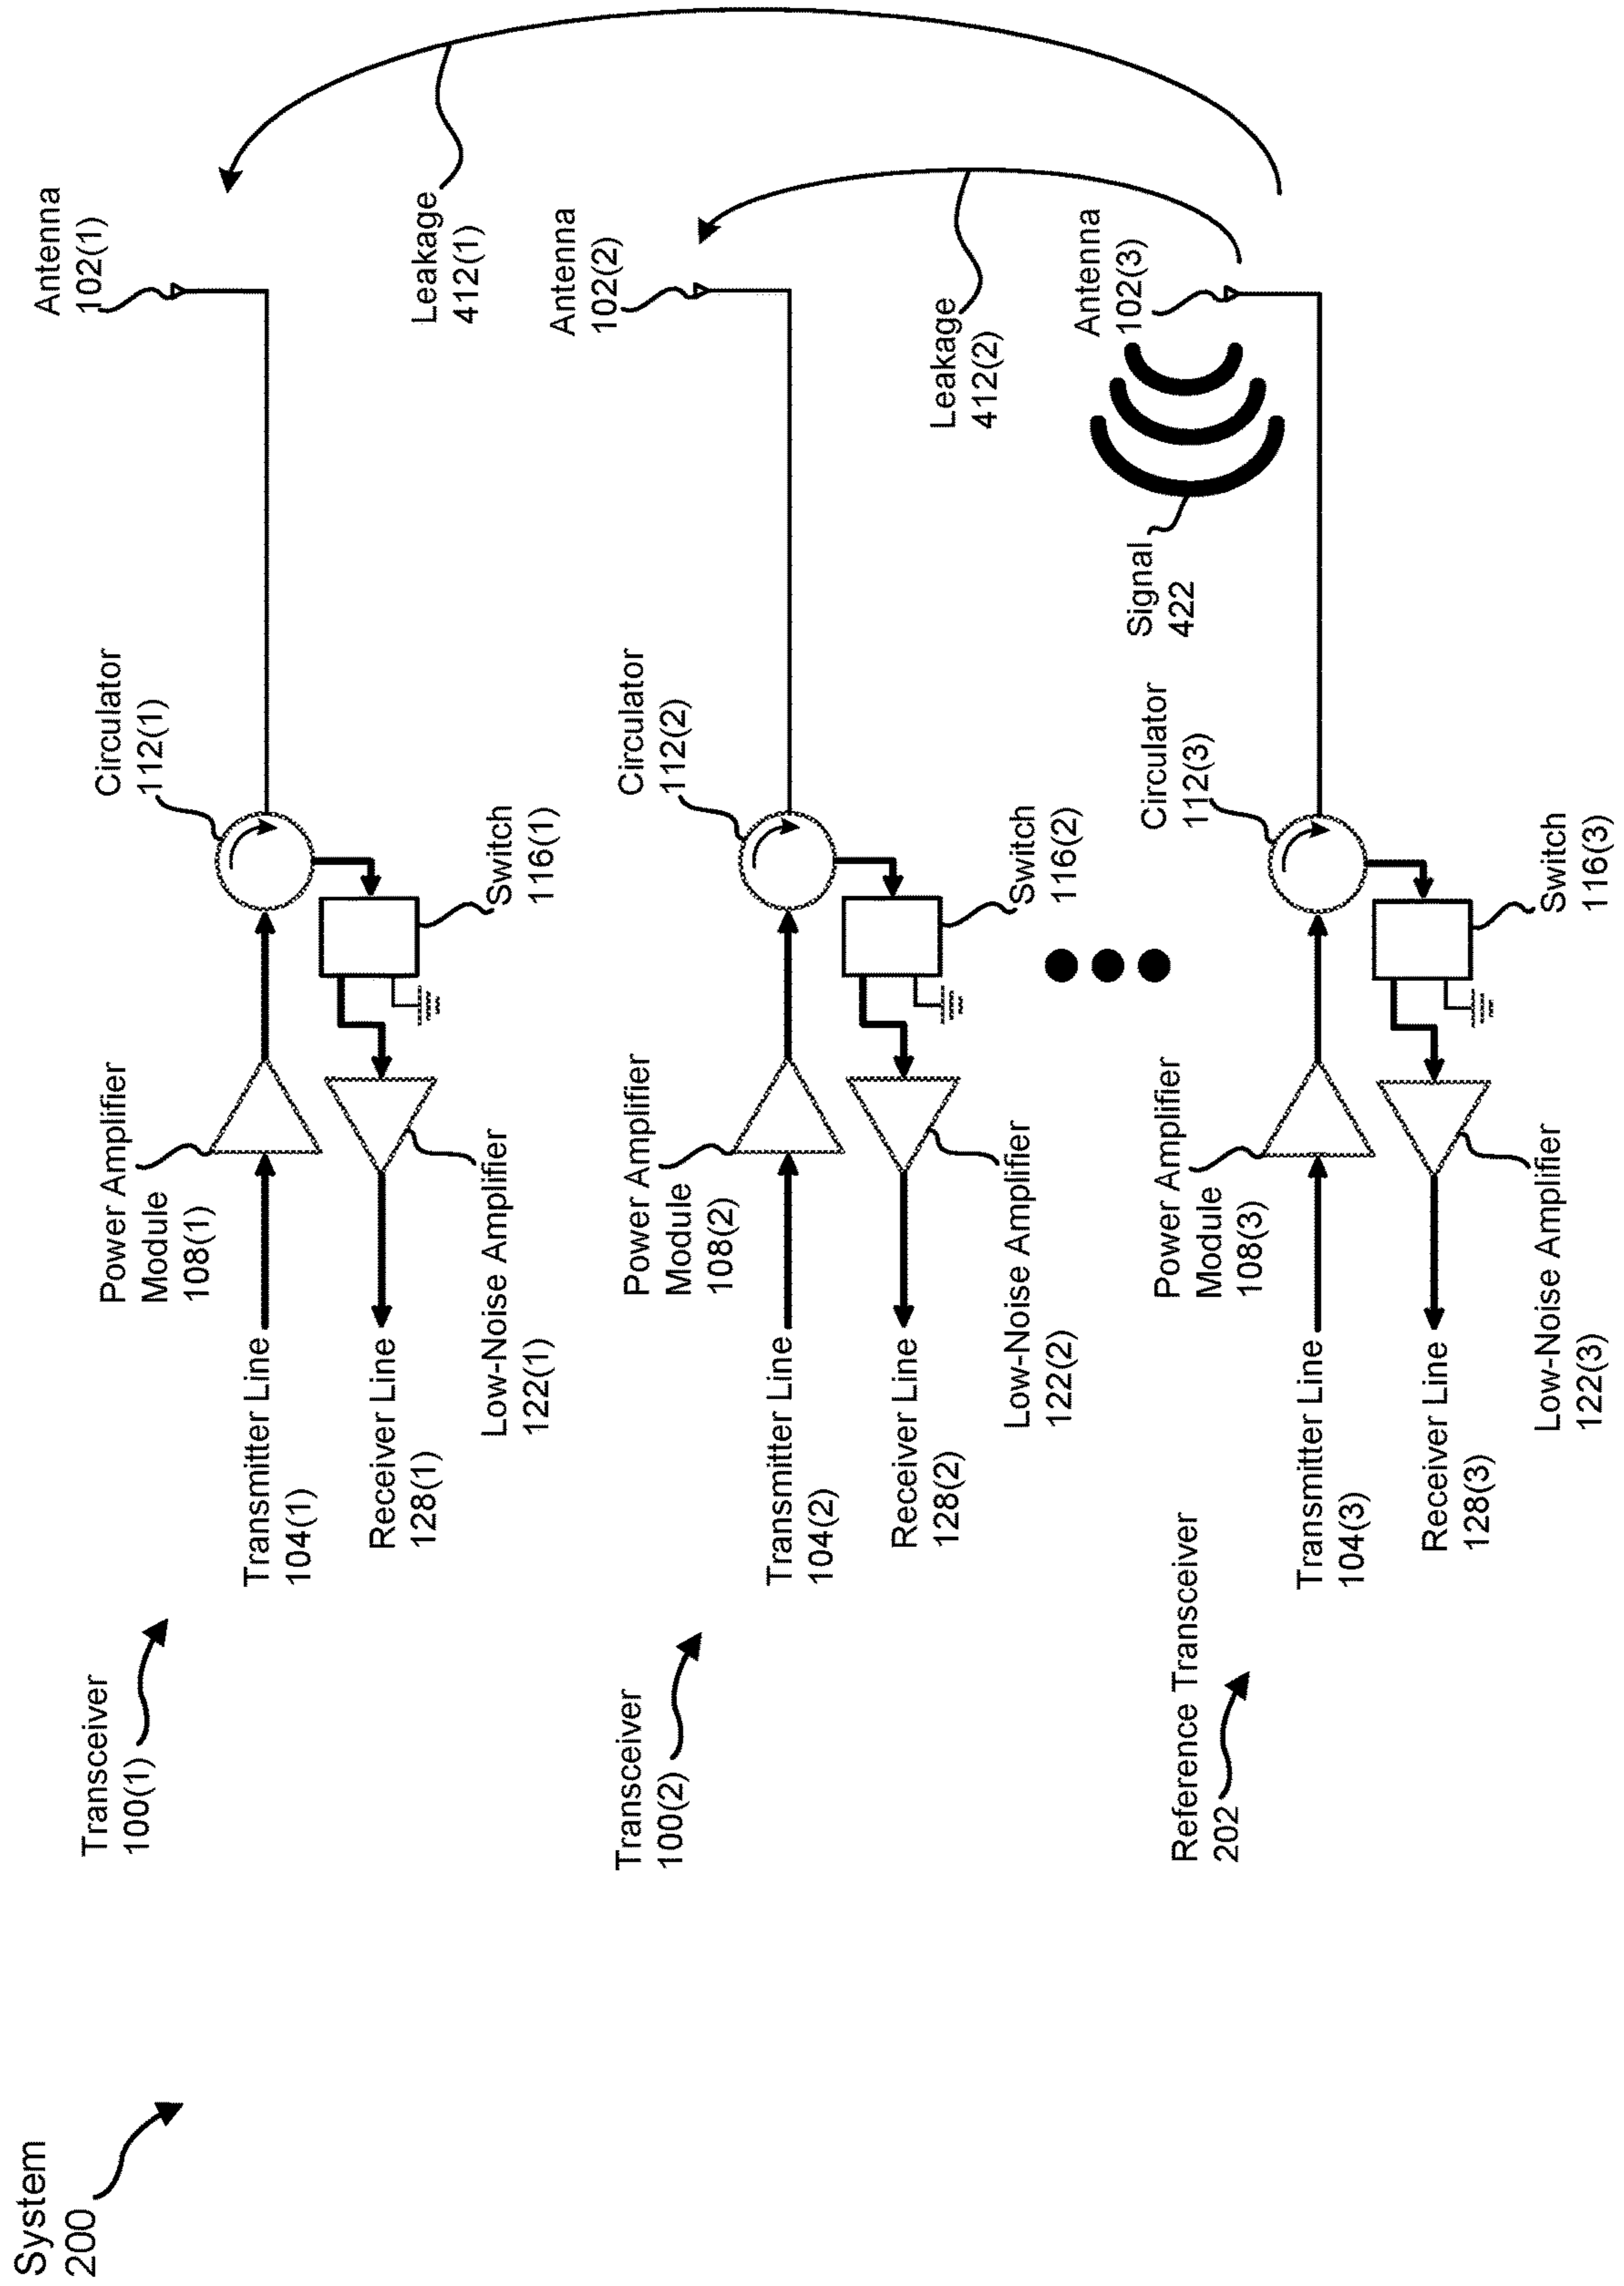 System
200
Transceiver
100(1)
Transmitter Line
104(1)
Receiver Line
128(1)
Power Amplifier
Module
108(1)
Low-Noise Amplifier
122(1)
Circulator
112(1)
Switch
116(1)
Antenna
102(1)
Leakage
412(1)
Transceiver
100(2)
Transmitter Line
104(2)
Receiver Line
128(2)
Power Amplifier
Module
108(2)
Low-Noise Amplifier
122(2)
Circulator
112(2)
Switch
116(2)
Antenna
102(2)
Leakage
412(2)
Reference Transceiver
202
Transmitter Line
104(3)
Receiver Line
128(3)
Power Amplifier
Module
108(3)
Low-Noise Amplifier
122(3)
Circulator
112(3)
Switch
116(3)
Signal
422
Antenna
102(3)